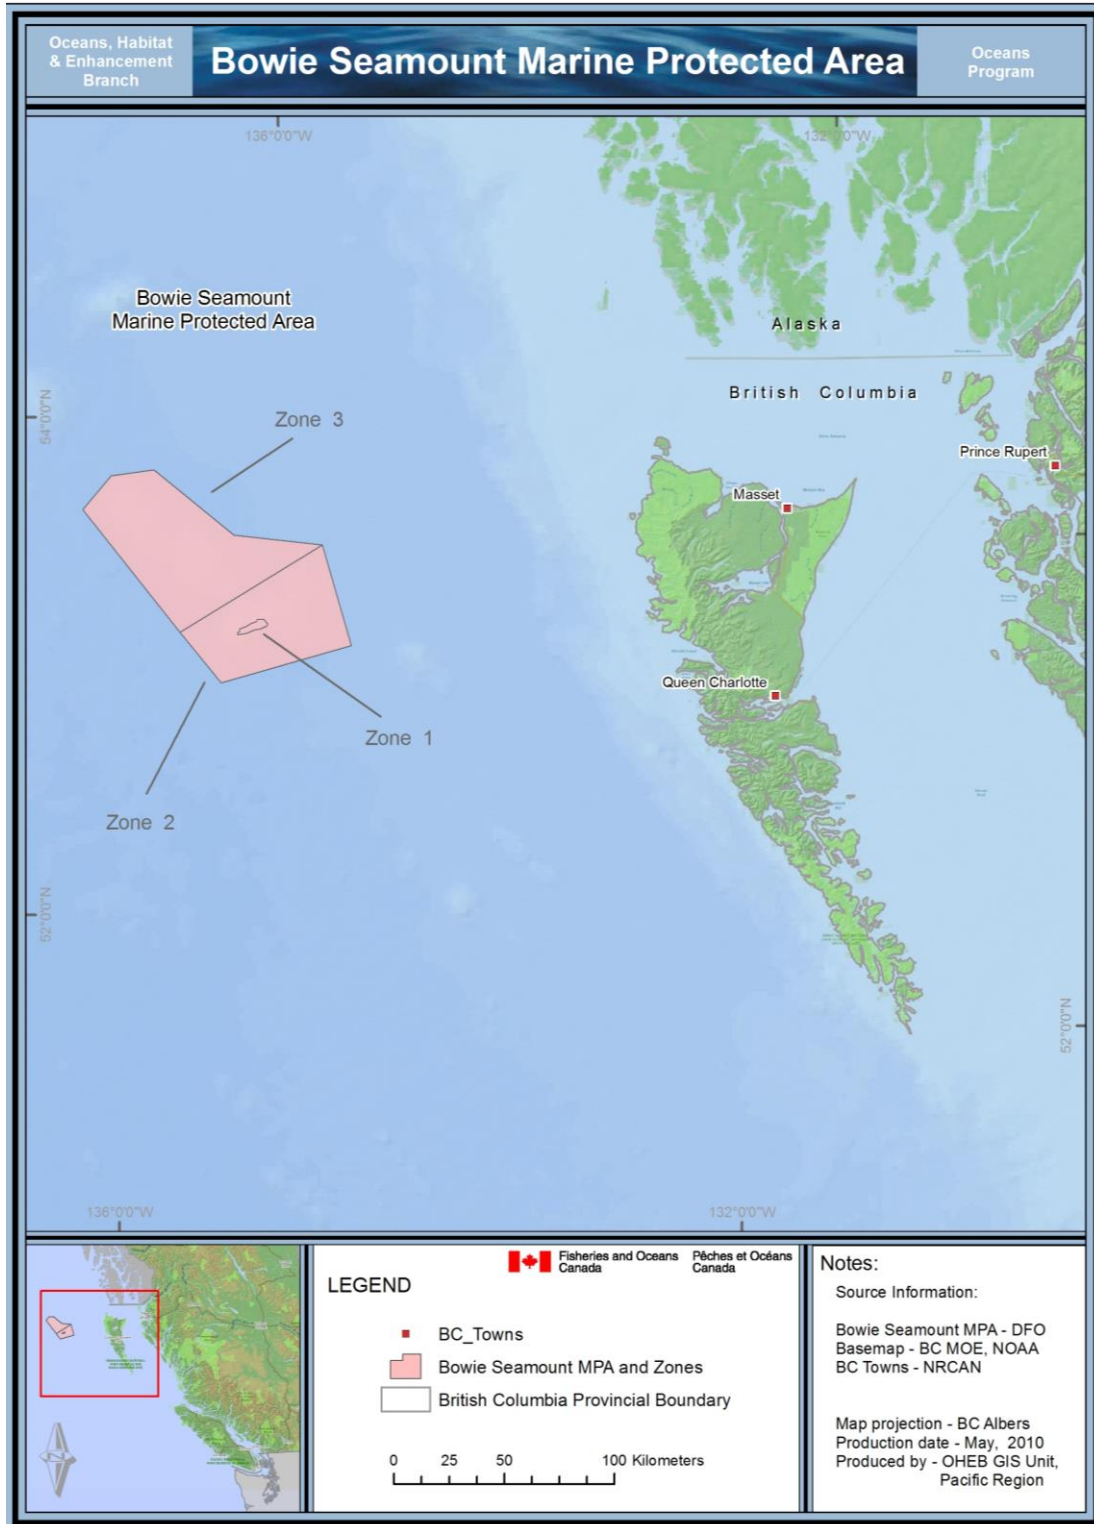 Oceans, Habitat
& Enhancement
Branch
Bowie Seamount Marine Protected Area
Oceans
Program
136°0'0"W
132°0'0"W
Bowie Seamount
Marine Protected Area
Alaska
British Columbia
54°0'0"N
Zone 3
Prince Rupert
Masset
Queen Charlotte
Zone 1
Zone 2
52°0'0"N
52°0'0"N
136°0'0"W
132°0'0"W
LEGEND
Fisheries and Oceans
Canada
Pêches et Océans
Canada
BC_Towns
Bowie Seamount MPA and Zones
British Columbia Provincial Boundary
0 25 50 100 Kilometers
Notes:
Source Information:
Bowie Seamount MPA - DFO
Basemap - BC MOE, NOAA
BC Towns - NRCAN
Map projection - BC Albers
Production date - May, 2010
Produced by - OHEB GIS Unit,
Pacific Region